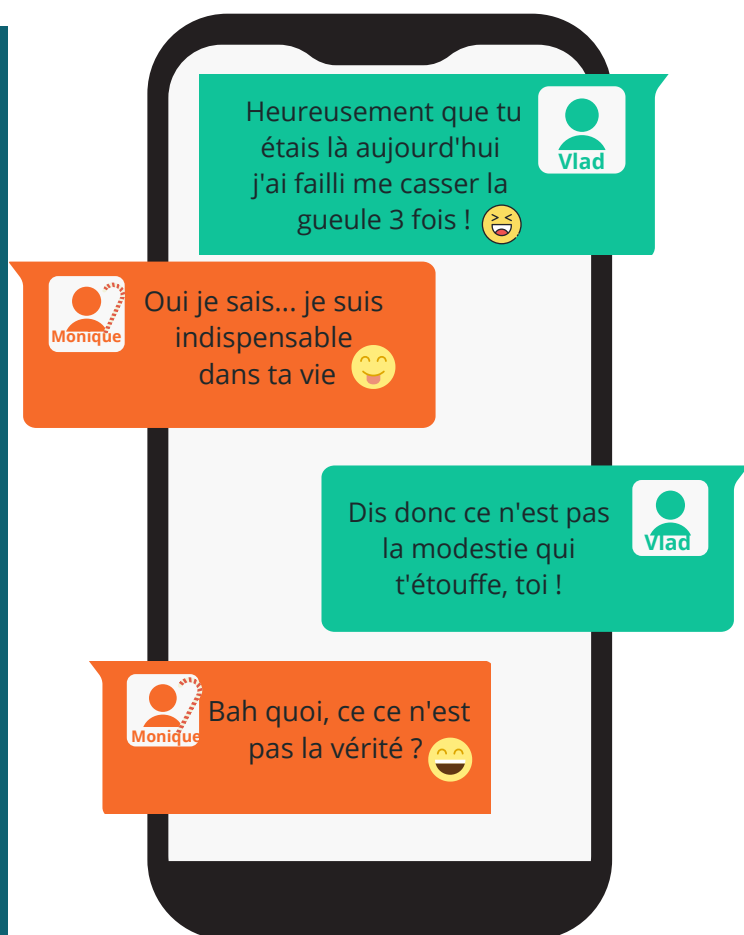 Heureusement que tu
étais là aujourd'hui
j'ai failli me casser la
gueule 3 fois !
Vlad
Monique
Oui je sais... je suis
indispensable
dans ta vie
Dis donc ce n'est pas
la modestie qui
t'étouffe, toi !
Vlad
Monique
Bah quoi, ce ce n'est
pas la vérité ?